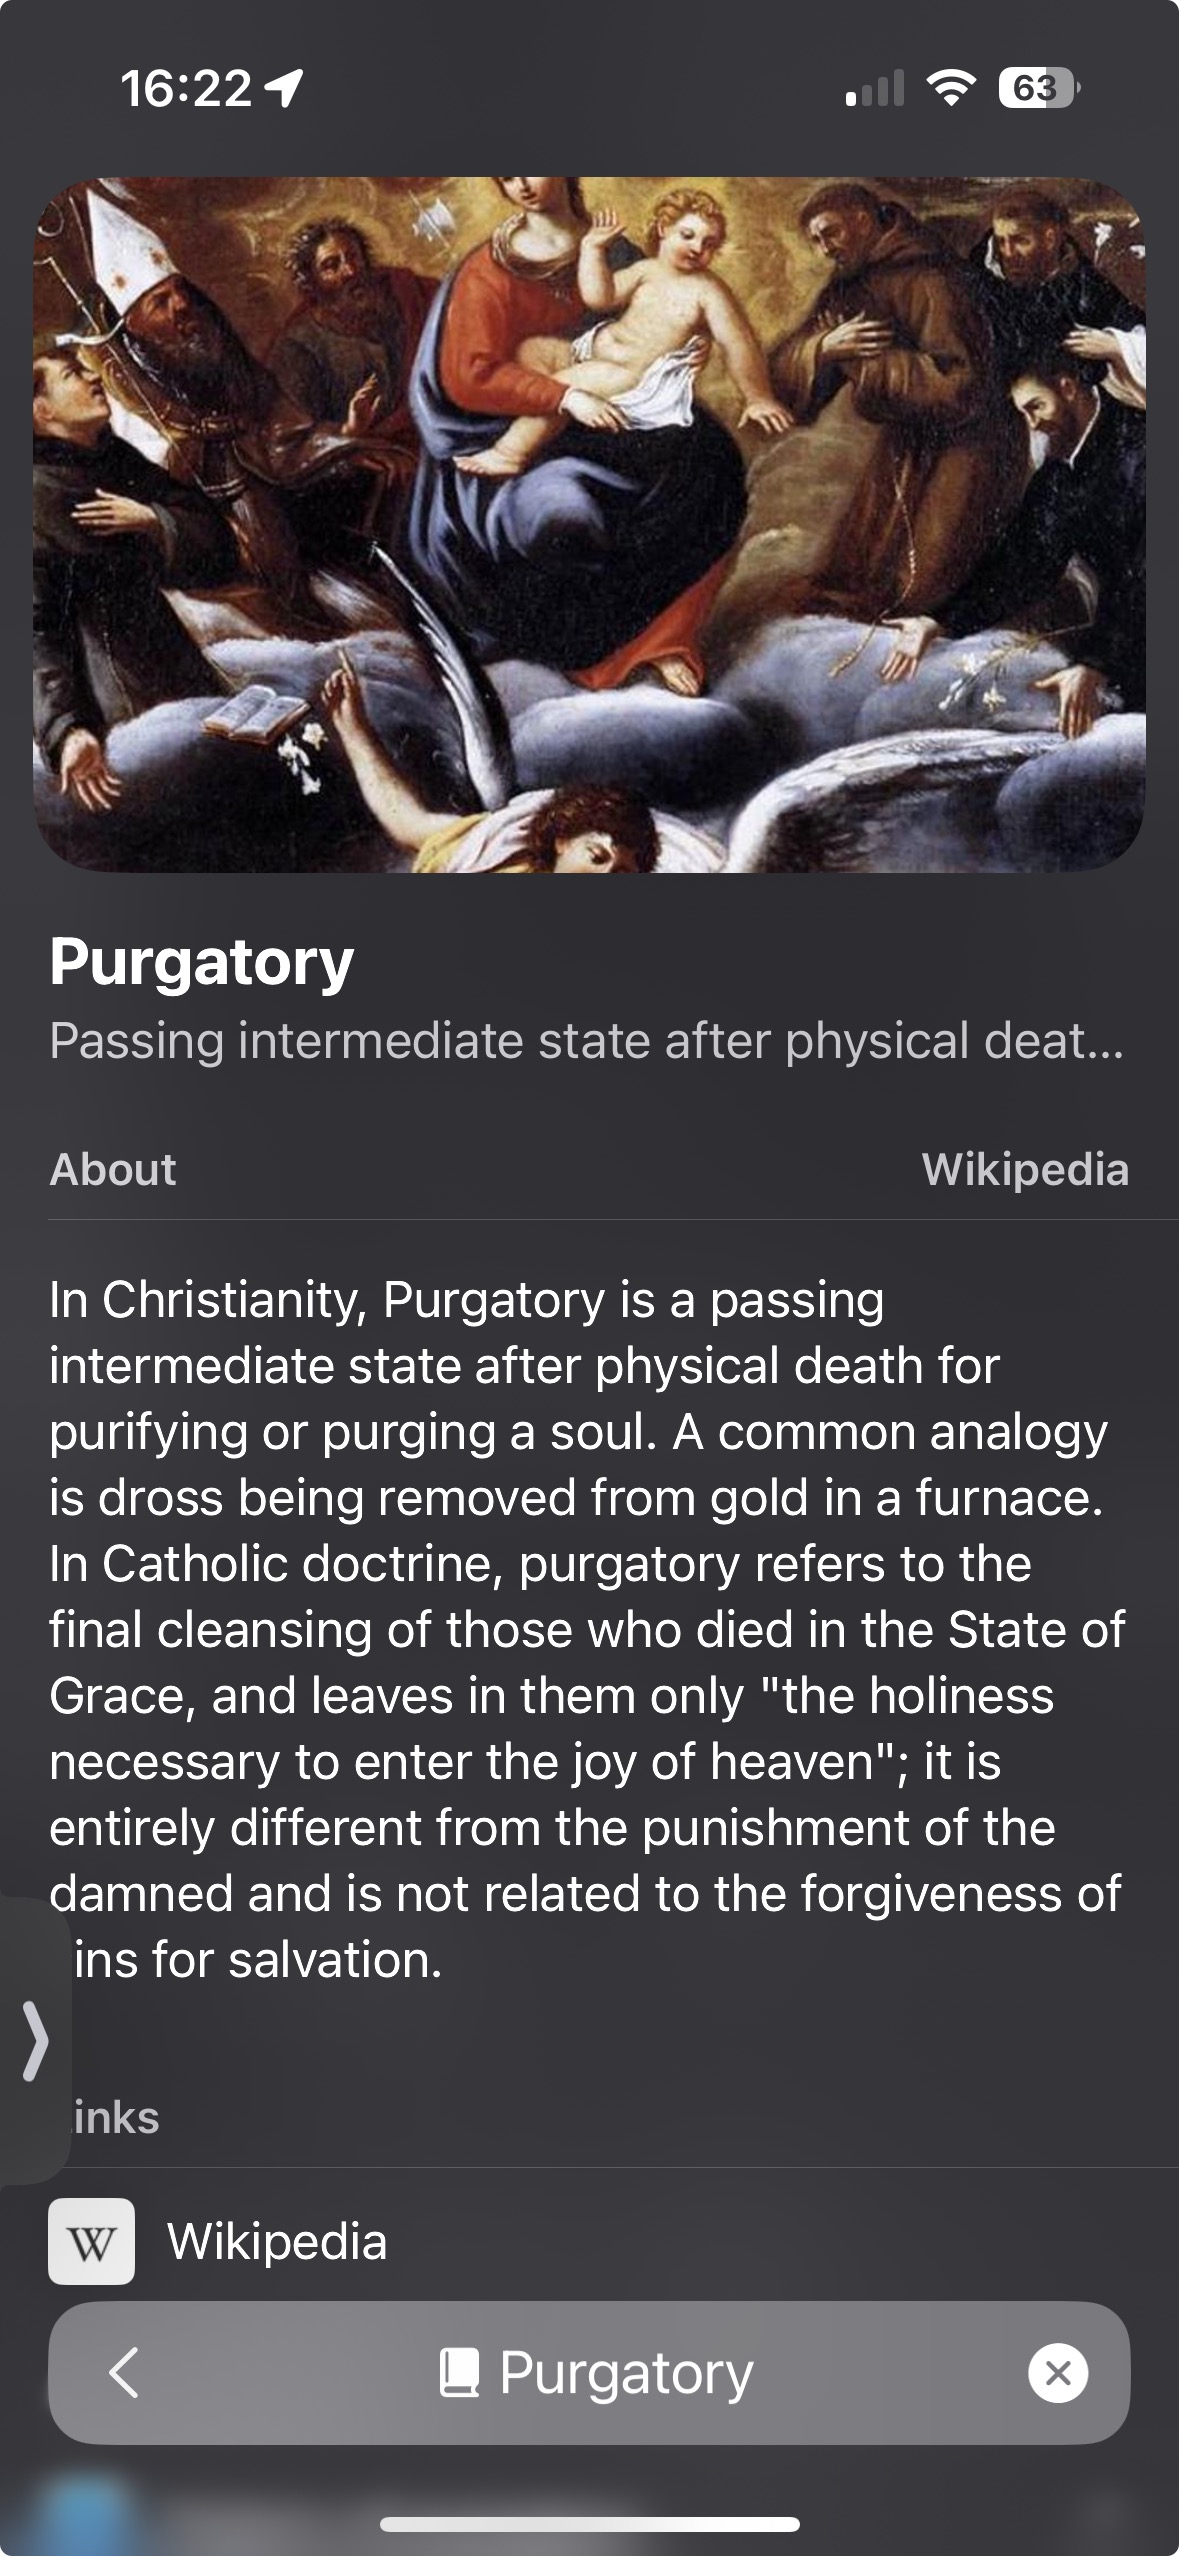 16:22
63
Purgatory
Passing intermediate state after physical deat...
About
Wikipedia
In Christianity, Purgatory is a passing
intermediate state after physical death for
purifying or purging a soul. A common analogy
is dross being removed from gold in a furnace.
In Catholic doctrine, purgatory refers to the
final cleansing of those who died in the State of
Grace, and leaves in them only "the holiness
necessary to enter the joy of heaven"; it is
entirely different from the punishment of the
damned and is not related to the forgiveness of
ins for salvation.
inks
W
Wikipedia
Purgatory